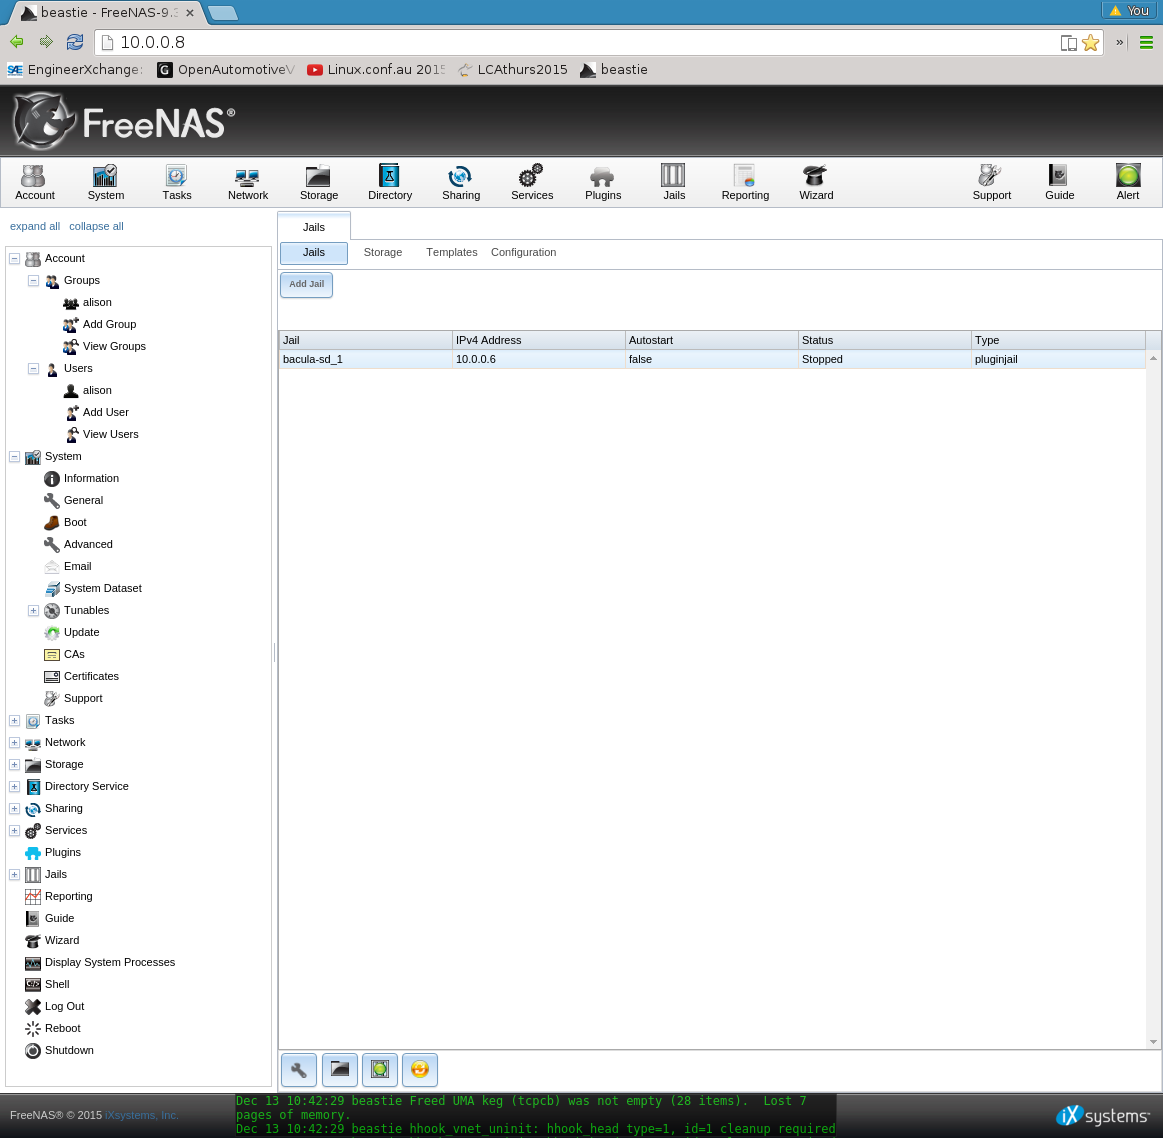 beastie - FreeNAS-9.3
You
10.0.0.8
»
EngineerXchange: OpenAutomotiveV Linux.conf.au 2015 LCAthurs2015 beastie
FreeNAS®
Account System Tasks Network Storage Directory Sharing Services Plugins Jails Reporting Wizard Support Guide Alert
expand all collapse all
Account
Groups
alison
Add Group
View Groups
Users
alison
Add User
View Users
System
Information
General
Boot
Advanced
Email
System Dataset
Tunables
Update
CAs
Certificates
Support
Tasks
Network
Storage
Directory Service
Sharing
Services
Plugins
Jails
Reporting
Guide
Wizard
Display System Processes
Shell
Log Out
Reboot
Shutdown
Jails
Jails Storage Templates Configuration
Add Jail
Jail IPv4 Address Autostart Status Type
bacula-sd_1 10.0.0.6 false Stopped pluginjail
FreeNAS® © 2015 iXsystems, Inc.
Dec 13 10:42:29 beastie Freed UMA keg (tcpcb) was not empty (28 items).  Lost 7
pages of memory.
Dec 13 10:42:29 beastie hhook_vnet_uninit: hhook_head type=1, id=1 cleanup required
iXsystems